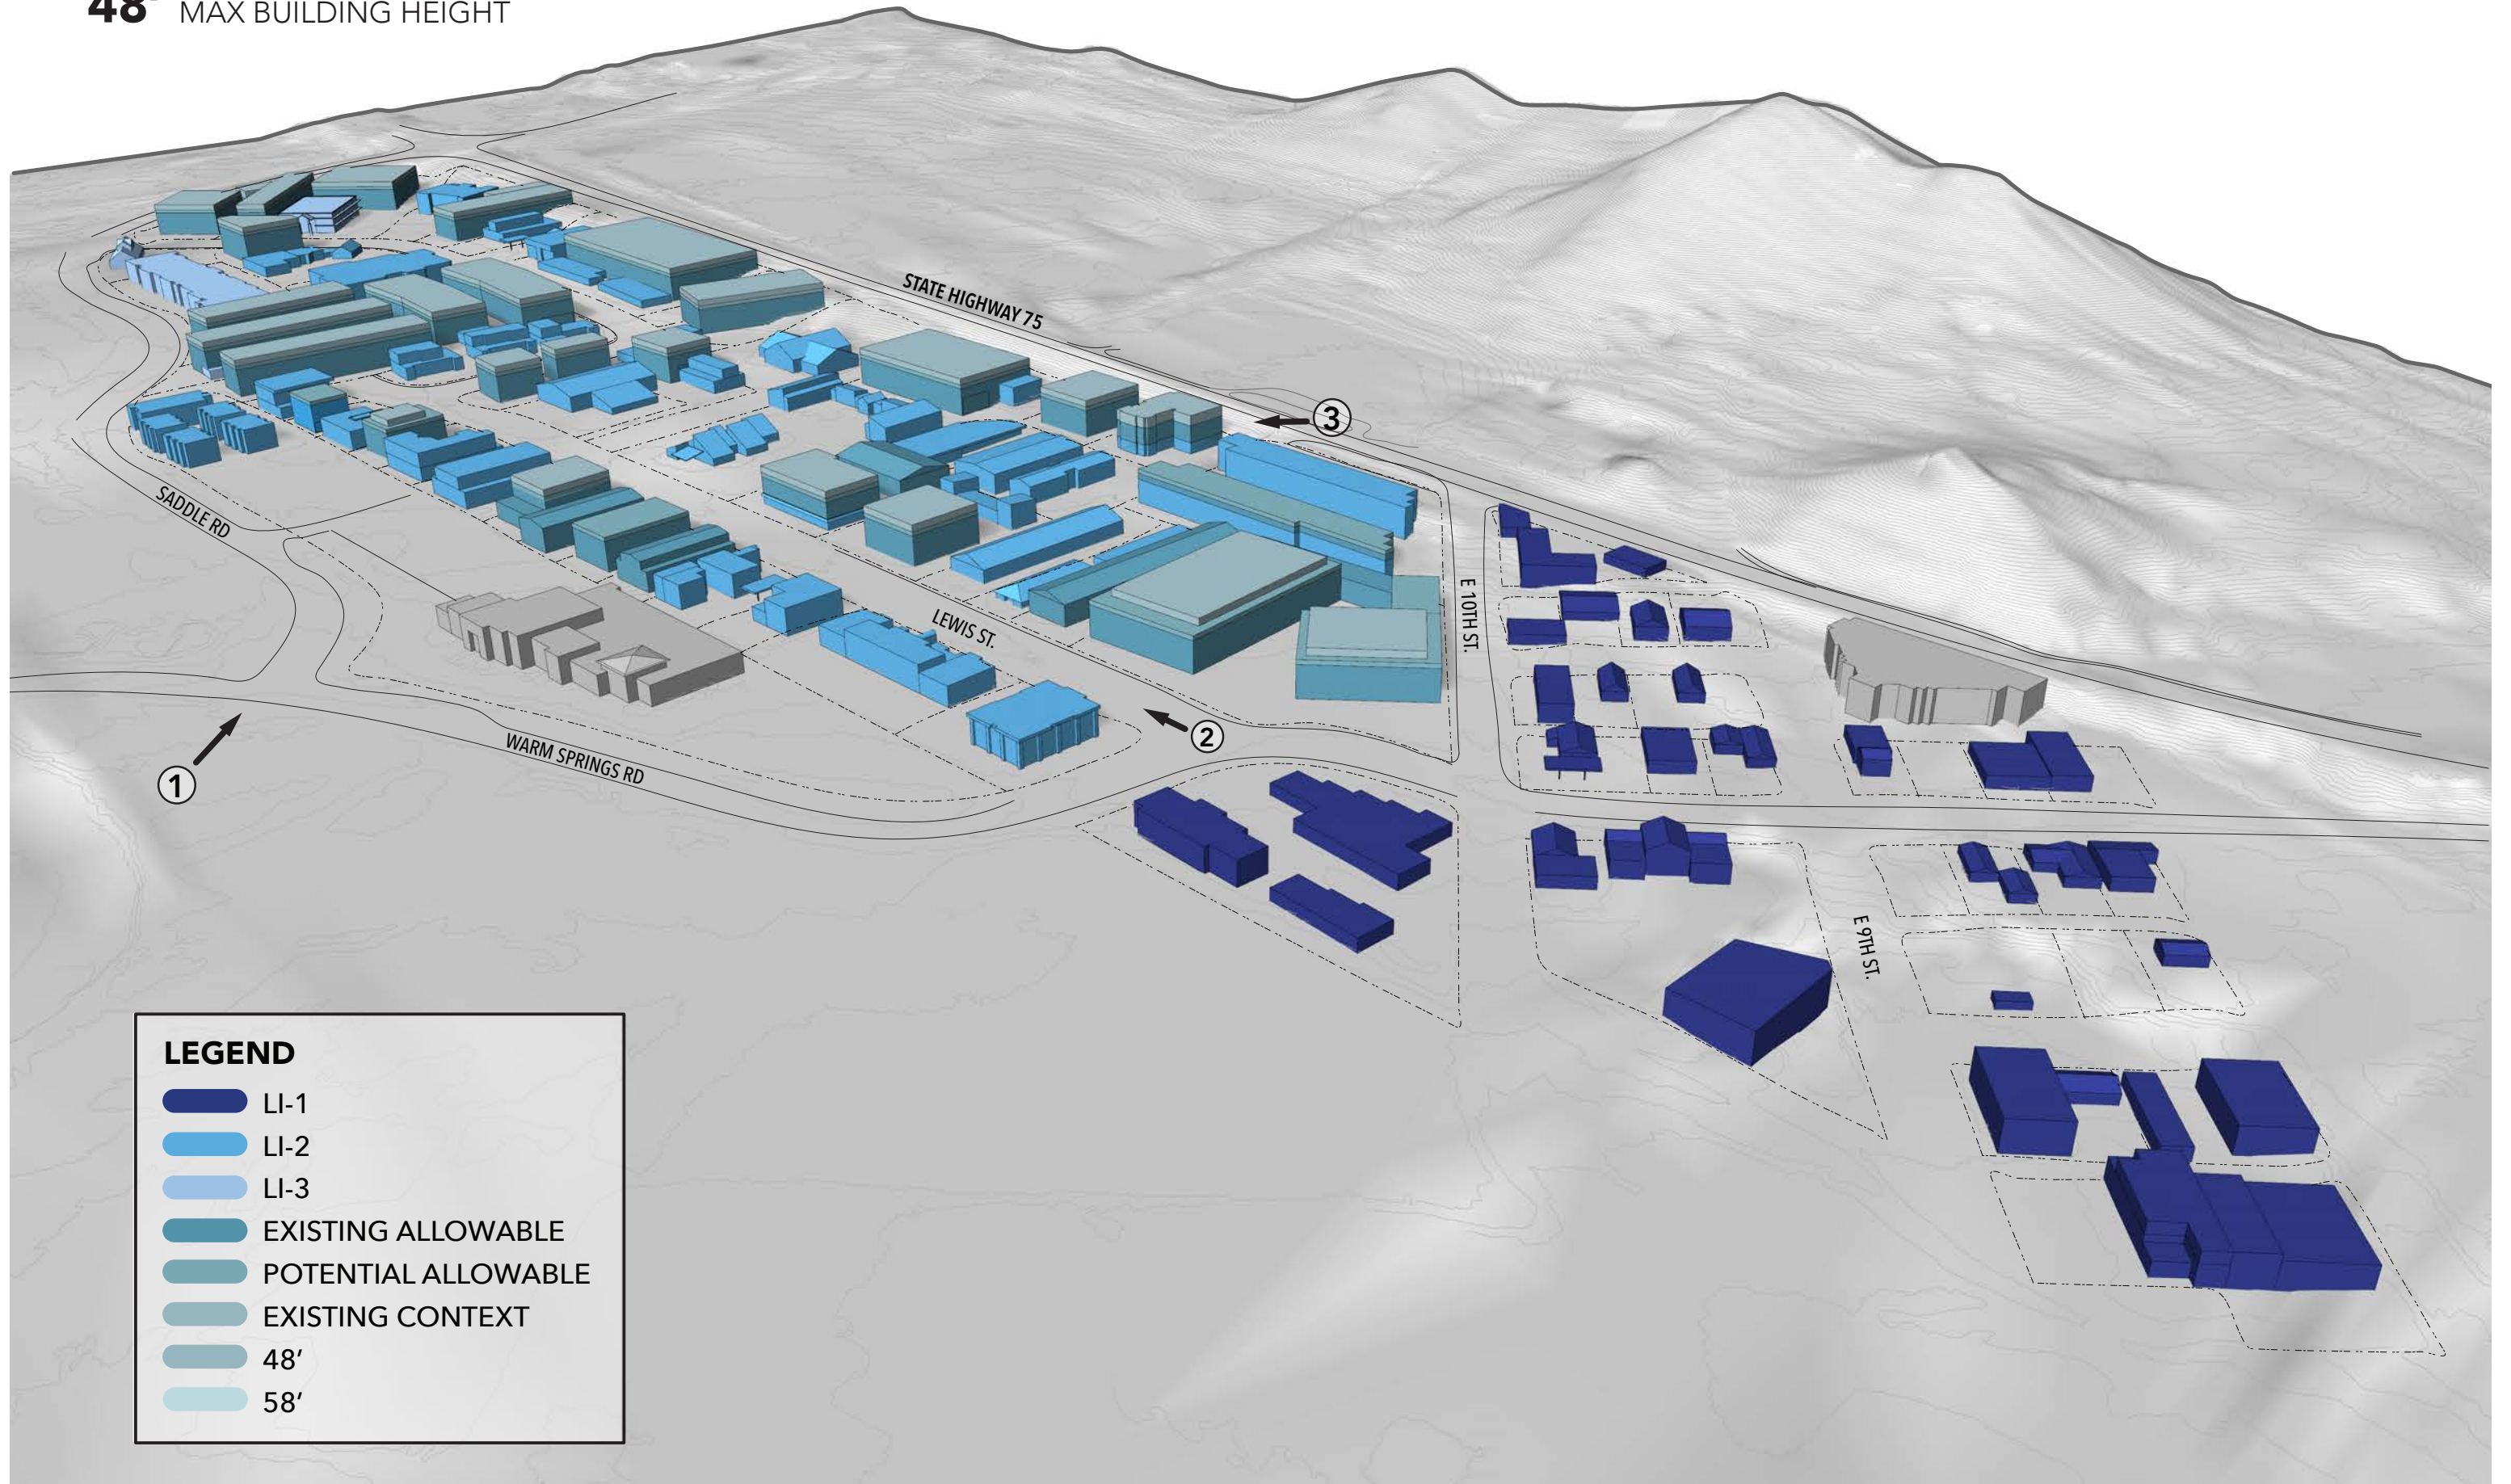 48' MAX BUILDING HEIGHT
STATE HIGHWAY 75
3
SADDLE RD
E 10TH ST.
LEWIS ST.
2
WARM SPRINGS RD
1
E 9TH ST.
LEGEND
LI-1
LI-2
LI-3
EXISTING ALLOWABLE
POTENTIAL ALLOWABLE
EXISTING CONTEXT
48'
58'